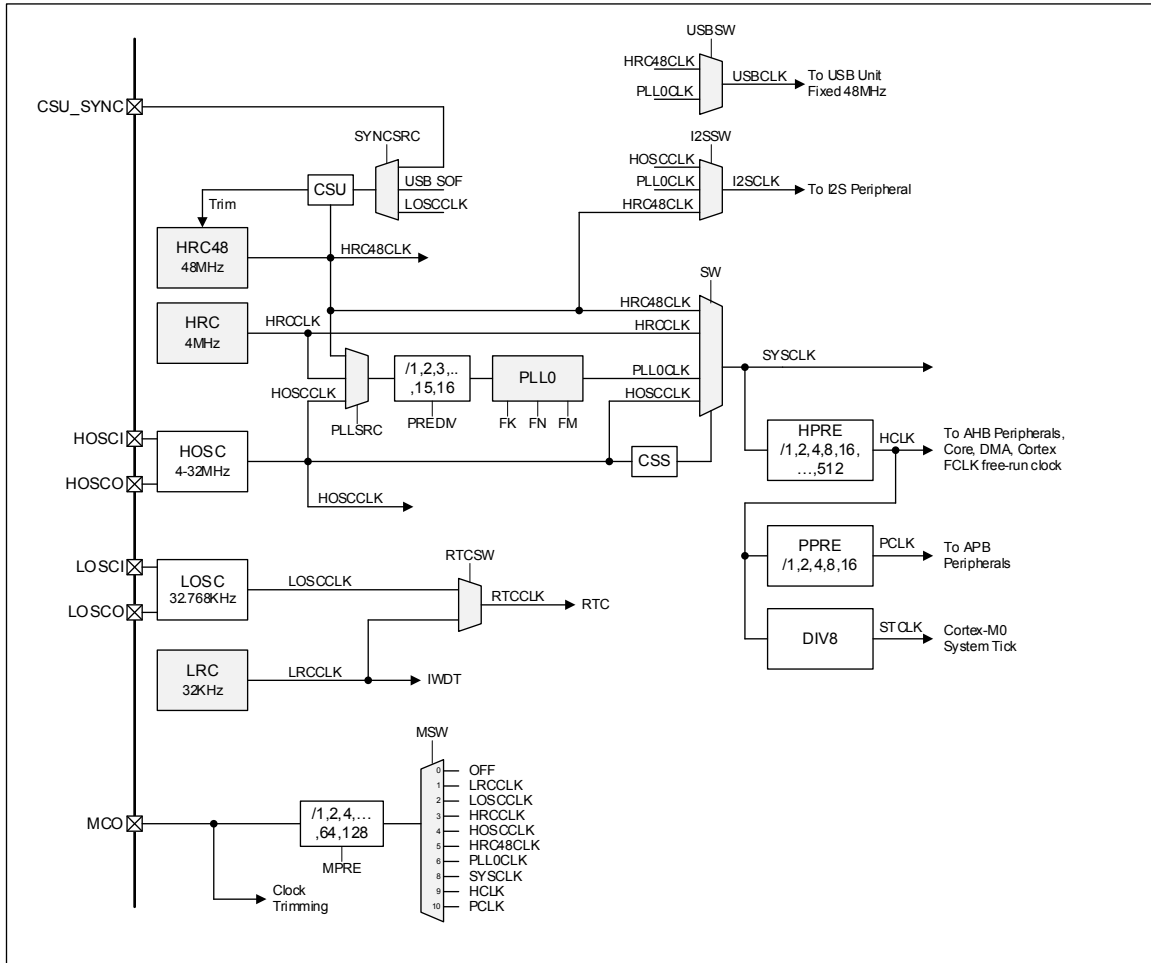 USBSW
HRC48CLK
PLL0CLK
USBCLK
To USB Unit
Fixed 48MHz
CSU_SYNC
SYNCSRC
USB SOF
LOSCCLK
CSU
Trim
I2SSW
HOSCCLK
PLL0CLK
HRC48CLK
I2SCLK
To I2S Peripheral
HRC48
48MHz
HRC48CLK
SW
HRC
4MHz
HRCCLK
HRC48CLK
HRCCLK
PLL0CLK
HOSCCLK
SYSCLK
HOSCCLK
PLLSRC
/1,2,3,..
,15,16
PREDIV
PLL0
FK
FN
FM
HOSCI
HOSCO
HOSC
4-32MHz
CSS
HOSCCLK
HPRE
/1,2,4,8,16,
...,512
HCLK
To AHB Peripherals,
Core, DMA, Cortex
FCLK free-run clock
PPRE
/1,2,4,8,16
PCLK
To APB
Peripherals
DIV8
STCLK
Cortex-M0
System Tick
LOSCI
LOSCO
LOSC
32.768KHz
LOSCCLK
RTCSW
RTCCLK
RTC
LRC
32KHz
LRCCLK
IWDT
MSW
0 OFF
1 LRCCLK
2 LOSCCLK
3 HRCCLK
4 HOSCCLK
5 HRC48CLK
6 PLL0CLK
8 SYSCLK
9 HCLK
10 PCLK
MCO
/1,2,4,...
,64,128
MPRE
Clock
Trimming